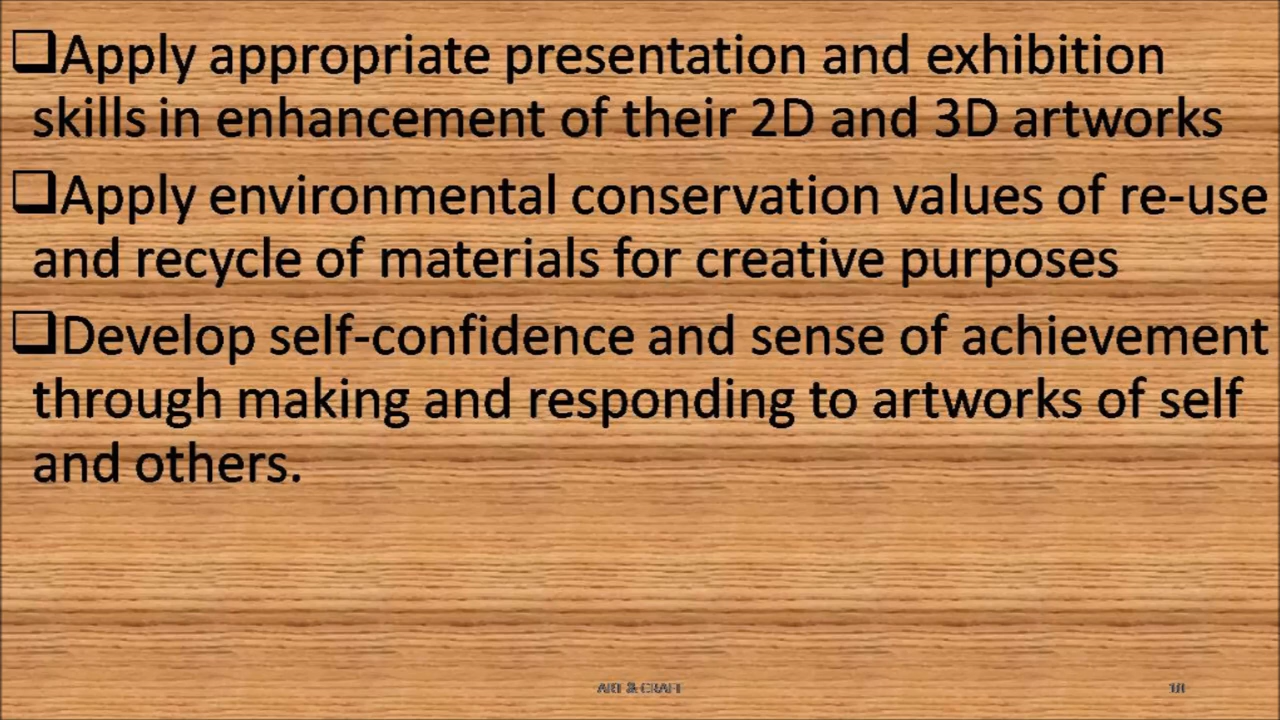 ❑Apply appropriate presentation and exhibition
skills in enhancement of their 2D and 3D artworks
❑Apply environmental conservation values of re-use
and recycle of materials for creative purposes
❑Develop self-confidence and sense of achievement
through making and responding to artworks of self
and others.
ART & CRAFT